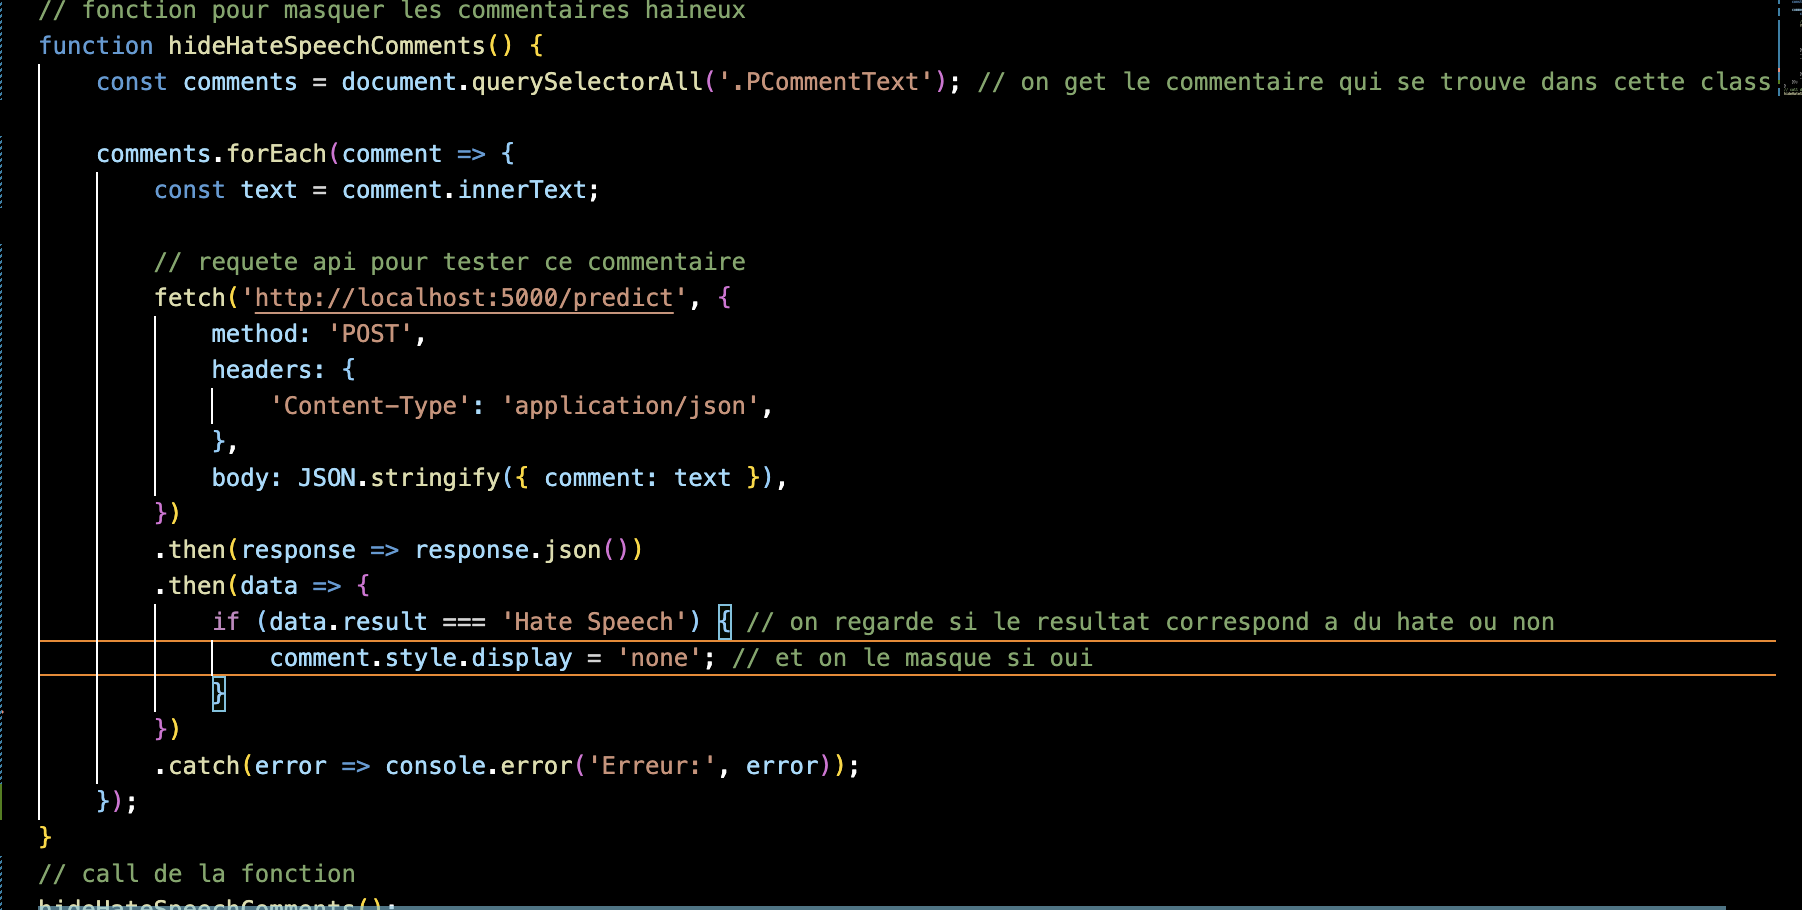 // fonction pour masquer les commentaires haineux
function hideHateSpeechComments() {
    const comments = document.querySelectorAll('.PCommentText'); // on get le commentaire qui se trouve dans cette class
    comments.forEach(comment => {
        const text = comment.innerText;
        // requete api pour tester ce commentaire
        fetch('http://localhost:5000/predict', {
            method: 'POST',
            headers: {
                'Content-Type': 'application/json',
            },
            body: JSON.stringify({ comment: text }),
        })
        .then(response => response.json())
        .then(data => {
            if (data.result === 'Hate Speech') { // on regarde si le resultat correspond a du hate ou non
                comment.style.display = 'none'; // et on le masque si oui
            }
        })
        .catch(error => console.error('Erreur:', error));
    });
}
// call de la fonction
hideHateSpeechComments();